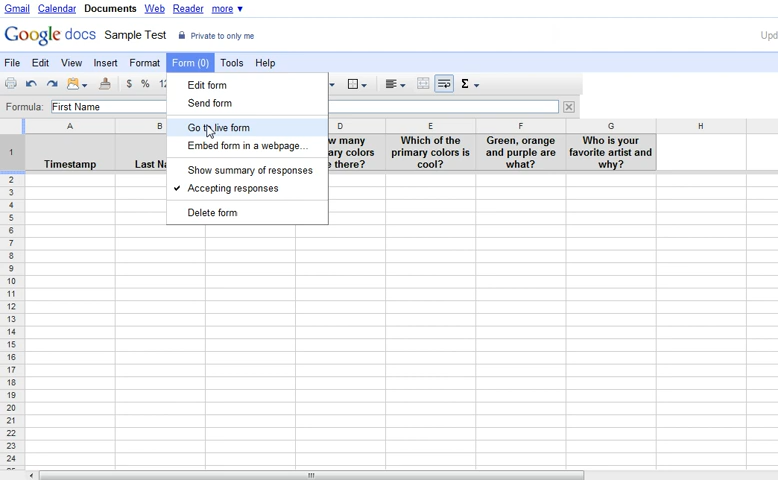 Gmail Calendar Documents Web Reader more ▼
Google docs Sample Test Private to only me
File Edit View Insert Format Form (0) Tools Help
Edit form
$ % Σ
Send form
Formula: First Name
Go to live form
A B D E F G H
Embed form in a webpage...
1
Timestamp
Last
many
colors
there?
Which of the
primary colors is
cool?
Green, orange
and purple are
what?
Who is your
favorite artist and
why?
Show summary of responses
✔ Accepting responses
Delete form
2
3
4
5
6
7
8
9
10
11
12
13
14
15
16
17
18
19
20
21
22
23
24